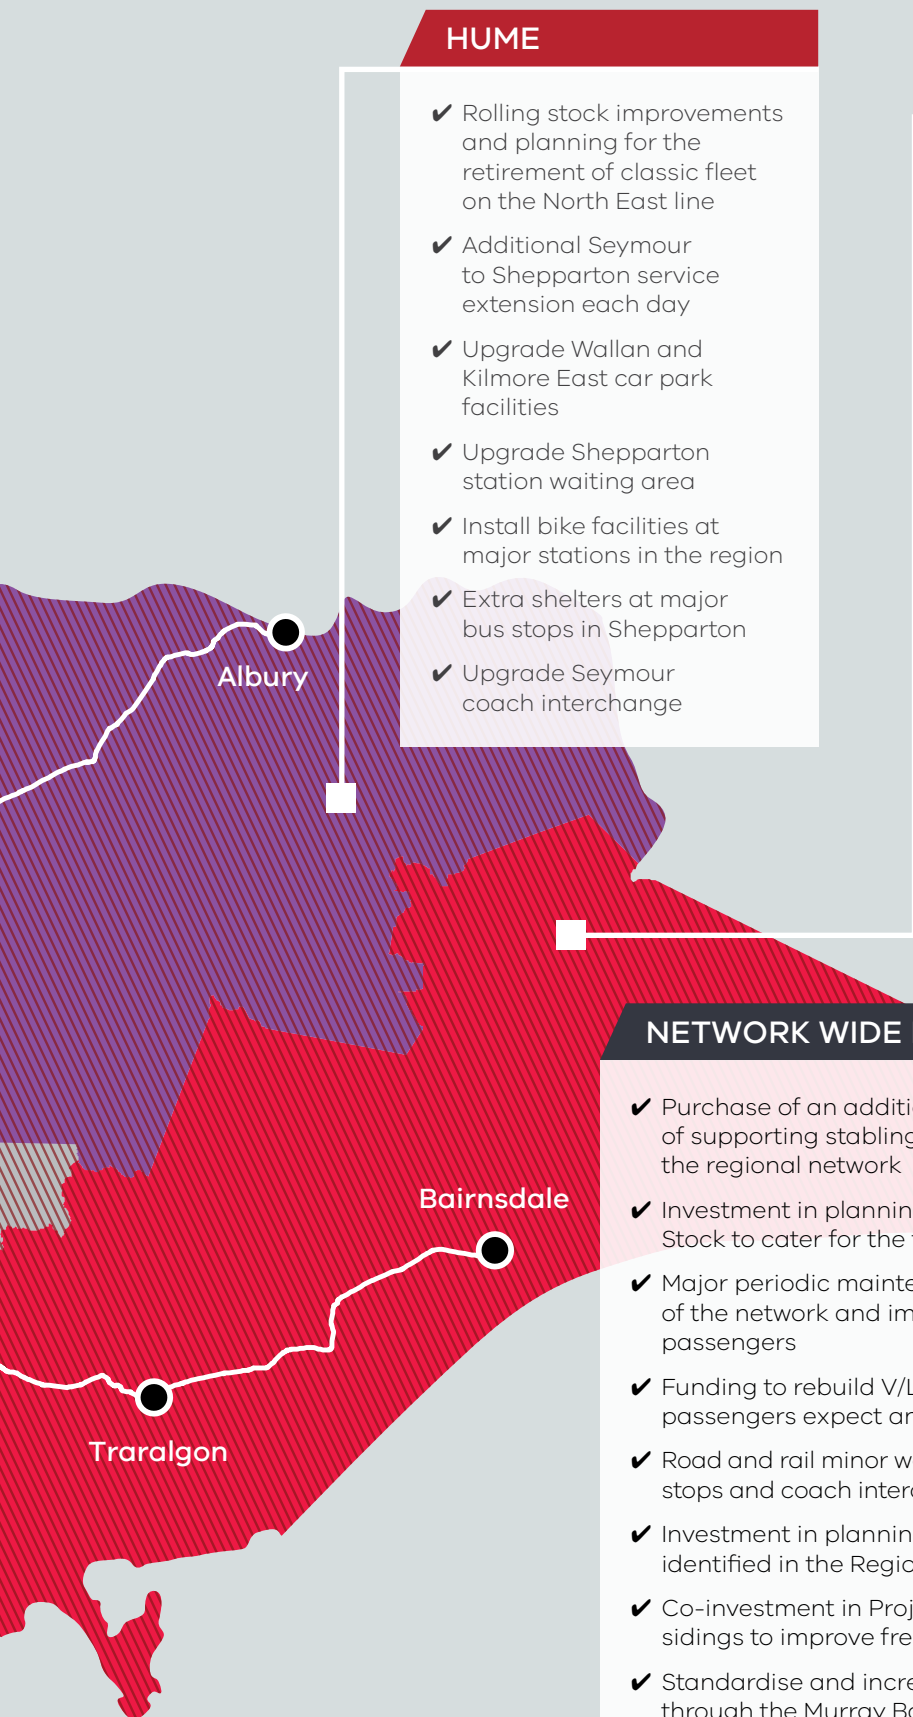 HUME
✔ Rolling stock improvements
and planning for the
retirement of classic fleet
on the North East line
✔ Additional Seymour
to Shepparton service
extension each day
✔ Upgrade Wallan and
Kilmore East car park
facilities
✔ Upgrade Shepparton
station waiting area
✔ Install bike facilities at
major stations in the region
✔ Extra shelters at major
bus stops in Shepparton
✔ Upgrade Seymour
coach interchange
Albury
Bairnsdale
Traralgon
NETWORK WIDE
✔ Purchase of an additi
of supporting stabling
the regional network
✔ Investment in plannin
Stock to cater for the
✔ Major periodic mainte
of the network and im
passengers
✔ Funding to rebuild V/L
passengers expect an
✔ Road and rail minor w
stops and coach interc
✔ Investment in plannin
identified in the Regio
✔ Co-investment in Proj
sidings to improve fre
✔ Standardise and incre
through the Murray Ba